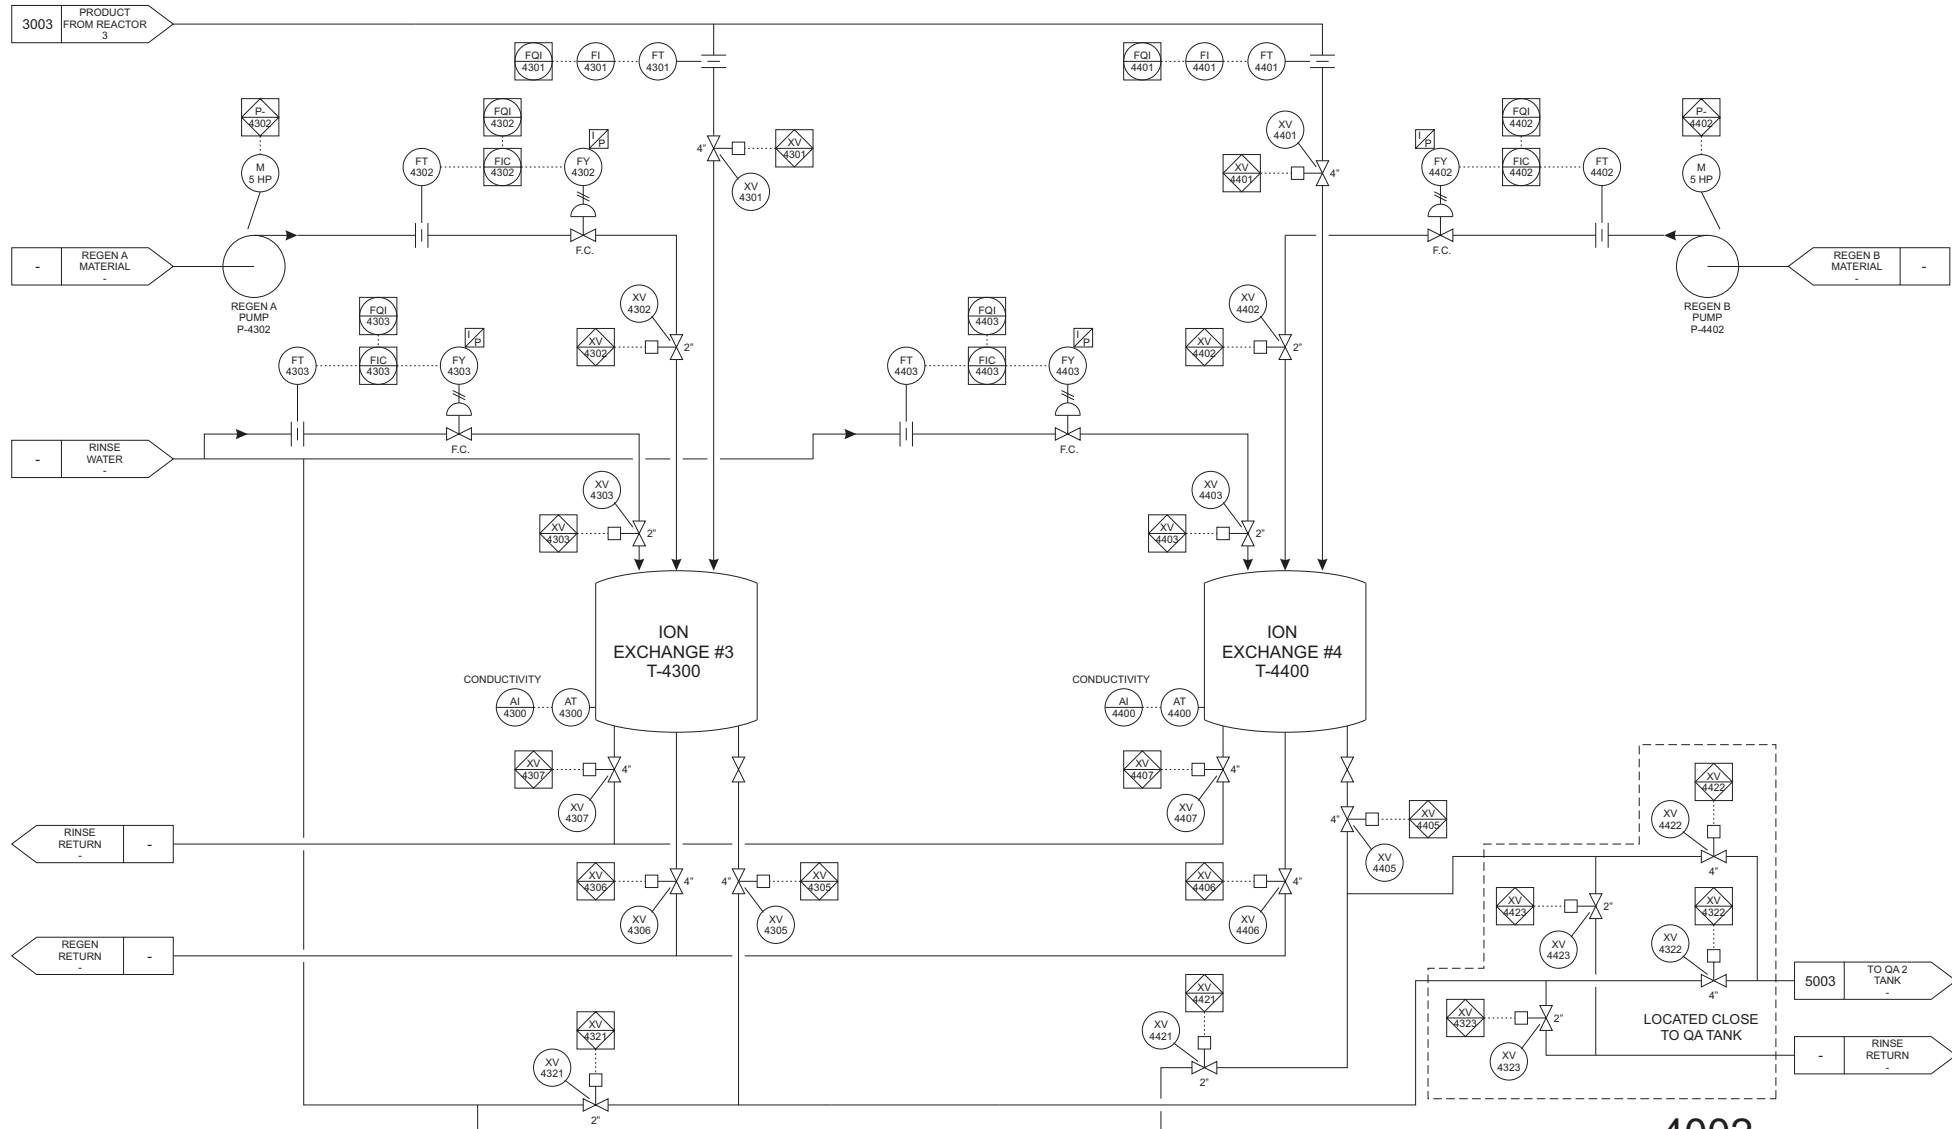 3003
PRODUCT
FROM REACTOR
3
FQI
4301
FI
4301
FT
4301
FQI
4401
FI
4401
FT
4401
P-
4302
M
5 HP
FQI
4302
FT
4302
FIC
4302
FY
4302
I/P
F.C.
4"
XV
4301
XV
4301
XV
4401
XV
4401
4"
I/P
FY
4402
FQI
4402
FIC
4402
FT
4402
P-
4402
M
5 HP
F.C.
-
REGEN A
MATERIAL
-
REGEN A
PUMP
P-4302
REGEN B
MATERIAL
-
-
REGEN B
PUMP
P-4402
XV
4302
XV
4302
2"
XV
4402
XV
4402
2"
FQI
4303
FT
4303
FIC
4303
FY
4303
I/P
F.C.
FQI
4403
FT
4403
FIC
4403
FY
4403
I/P
F.C.
-
RINSE
WATER
-
XV
4303
XV
4303
2"
XV
4403
XV
4403
2"
ION
EXCHANGE #3
T-4300
ION
EXCHANGE #4
T-4400
CONDUCTIVITY
AI
4300
AT
4300
CONDUCTIVITY
AI
4400
AT
4400
XV
4307
4"
XV
4307
XV
4407
4"
XV
4407
4"
XV
4405
XV
4405
RINSE
RETURN
-
-
XV
4306
4"
XV
4306
4"
XV
4305
XV
4305
XV
4406
4"
XV
4406
REGEN
RETURN
-
-
XV
4422
XV
4422
4"
XV
4423
2"
XV
4423
XV
4322
XV
4322
4"
5003
TO QA 2
TANK
-
XV
4323
2"
XV
4323
LOCATED CLOSE
TO QA TANK
-
RINSE
RETURN
-
XV
4321
XV
4321
2"
XV
4421
XV
4421
2"
4002